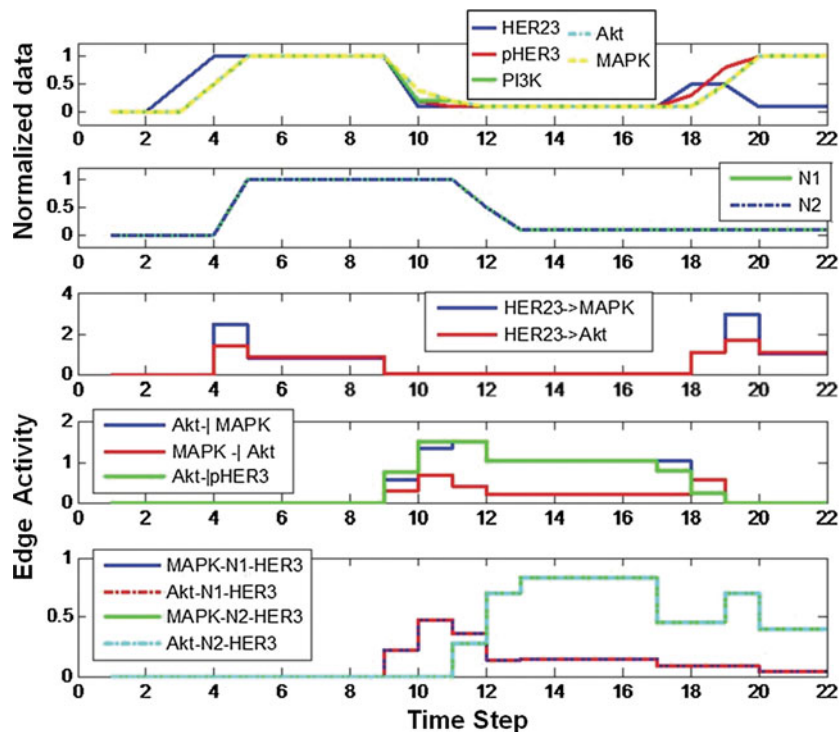 Normalized data
Edge Activity
HER23
pHER3
PI3K
Akt
MAPK
1
0.5
0
0 2 4 6 8 10 12 14 16 18 20 22
N1
N2
1
0.5
0
0 2 4 6 8 10 12 14 16 18 20 22
HER23->MAPK
HER23->Akt
4
2
0
0 2 4 6 8 10 12 14 16 18 20 22
Akt-| MAPK
MAPK -| Akt
Akt-|pHER3
2
1
0
0 2 4 6 8 10 12 14 16 18 20 22
MAPK-N1-HER3
Akt-N1-HER3
MAPK-N2-HER3
Akt-N2-HER3
1
0.5
0
0 2 4 6 8 10 12 14 16 18 20 22
Time Step